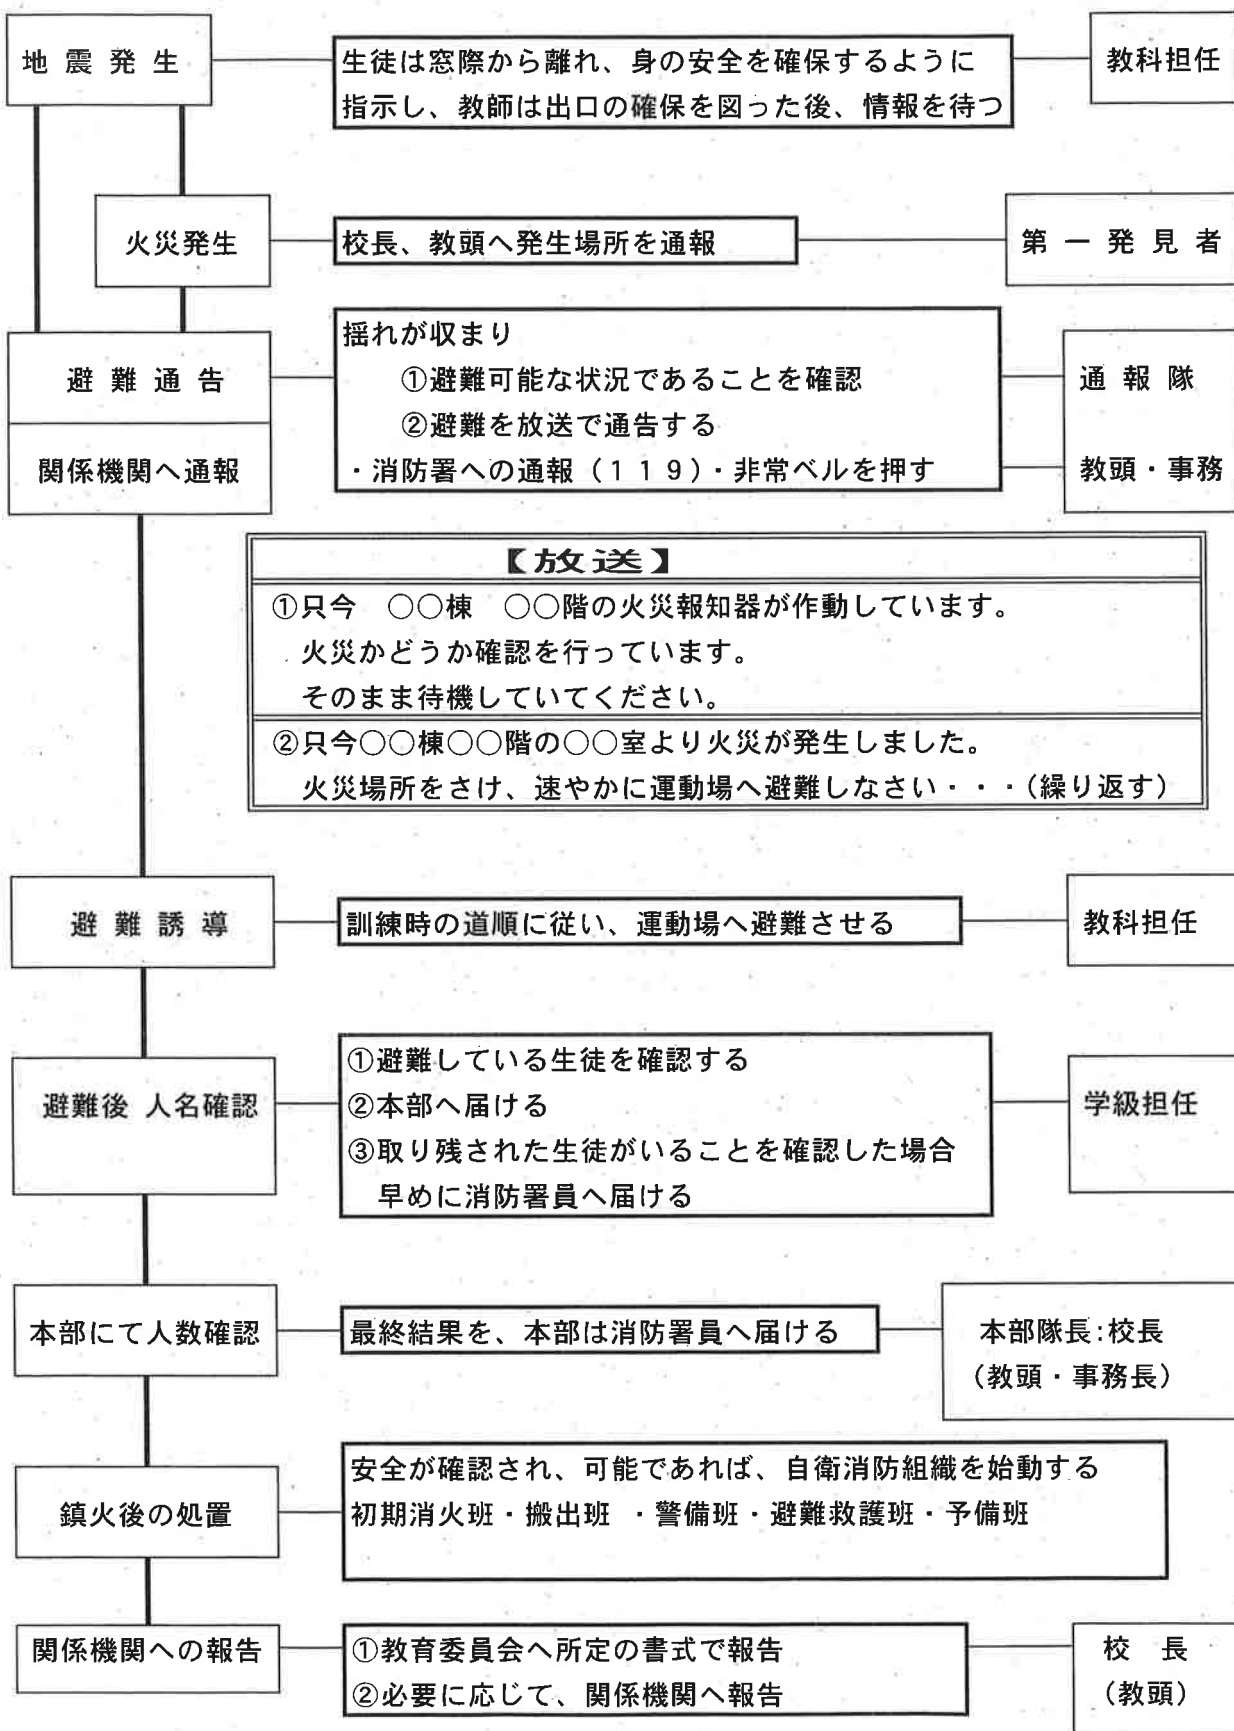 地震発生
生徒は窓際から離れ、身の安全を確保するように
指示し、教師は出口の確保を図った後、情報を待つ
教科担任
火災発生
校長、教頭へ発生場所を通報
第一発見者
避難通告
関係機関へ通報
揺れが収まり
①避難可能な状況であることを確認
②避難を放送で通告する
・消防署への通報（119）・非常ベルを押す
通報隊
教頭・事務
【放送】
①只今　○○棟　○○階の火災報知器が作動しています。
火災かどうか確認を行っています。
そのまま待機していてください。
②只今○○棟○○階の○○室より火災が発生しました。
火災場所をさけ、速やかに運動場へ避難しなさい・・・（繰り返す）
避難誘導
訓練時の道順に従い、運動場へ避難させる
教科担任
避難後 人名確認
①避難している生徒を確認する
②本部へ届ける
③取り残された生徒がいることを確認した場合
早めに消防署員へ届ける
学級担任
本部にて人数確認
最終結果を、本部は消防署員へ届ける
本部隊長：校長
（教頭・事務長）
鎮火後の処置
安全が確認され、可能であれば、自衛消防組織を始動する
初期消火班・搬出班 ・警備班・避難救護班・予備班
関係機関への報告
①教育委員会へ所定の書式で報告
②必要に応じて、関係機関へ報告
校　長
（教頭）